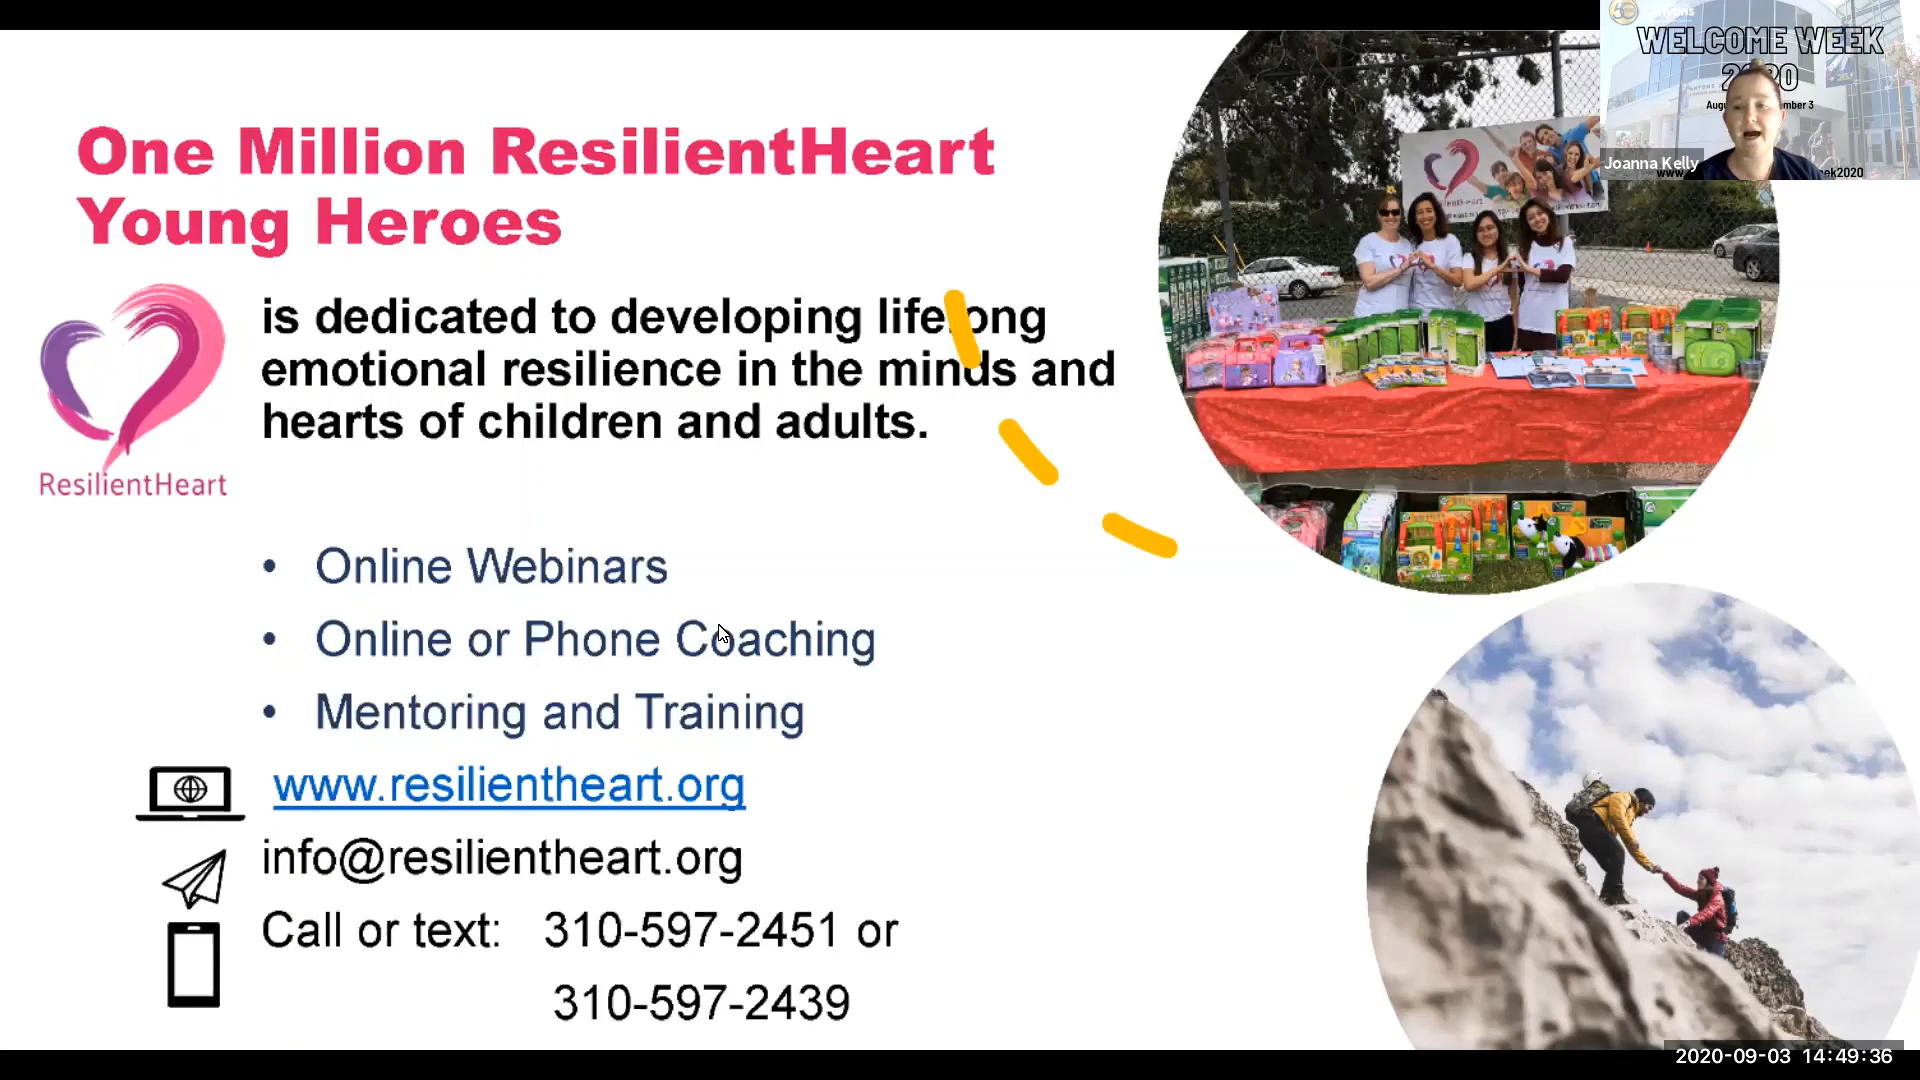 One Million ResilientHeart
Young Heroes
ResilientHeart
is dedicated to developing lifelong
emotional resilience in the minds and
hearts of children and adults.
• Online Webinars
• Online or Phone Coaching
• Mentoring and Training
www.resilientheart.org
info@resilientheart.org
Call or text: 310-597-2451 or
310-597-2439
WELCOME WEEK
Joanna Kelly
2020-09-03 14:49:36